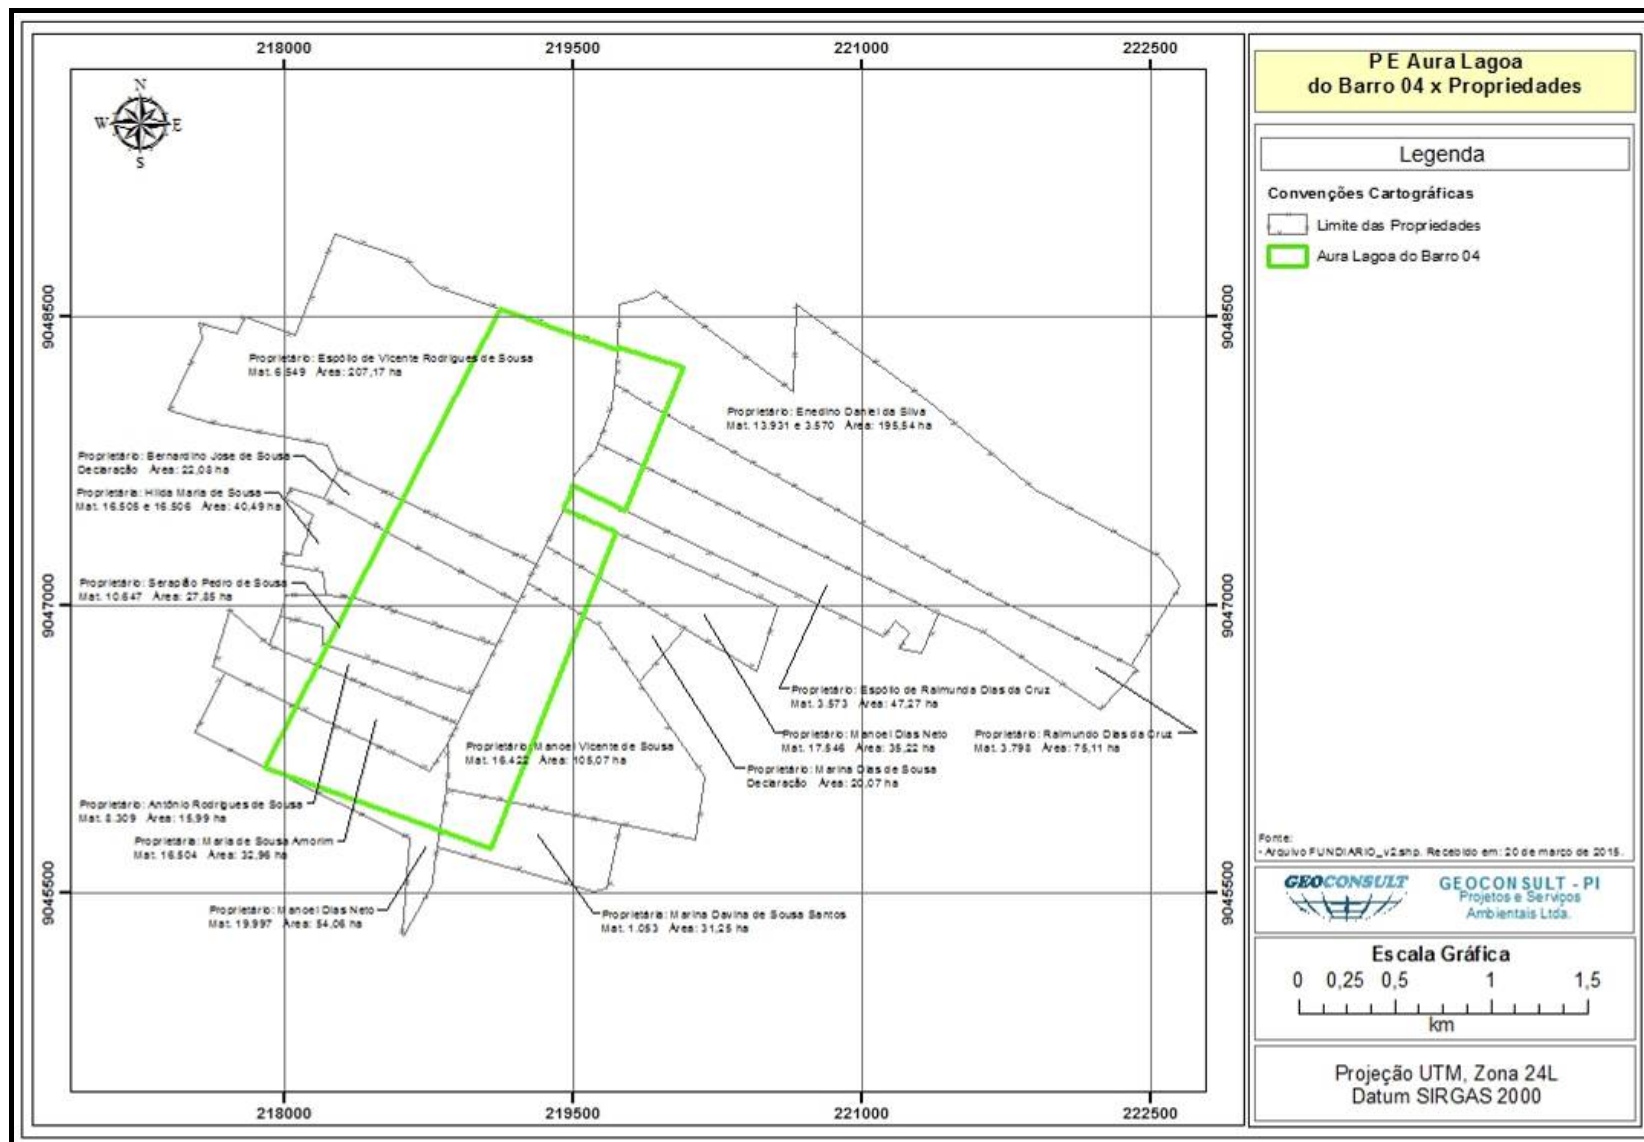 218000
219500
221000
222500
N
W
E
S
9048500
9048500
Proprietário: Espólio de Vicente Rodrigues de Sousa
Mat. 6.549 Área: 207,17 ha
Proprietário: Enedino Daniel da Silva
Mat. 13.931 e 3.570 Área: 195,54 ha
Proprietário: Bernardino Jose de Sousa
Declaração Área: 22,08 ha
Proprietária: Hilda Maria de Sousa
Mat. 16.505 e 16.506 Área: 40,49 ha
Proprietário: Serapião Pedro de Sousa
Mat. 10.647 Área: 27,85 ha
9047000
9047000
Proprietário: Espólio de Raimunda Dias da Cruz
Mat. 3.573 Área: 47,27 ha
Proprietário: Manoel Dias Neto
Mat. 17.546 Área: 35,22 ha
Proprietário: Raimundo Dias da Cruz
Mat. 3.798 Área: 75,11 ha
Proprietário: Manoel Vicente de Sousa
Mat. 16.422 Área: 105,07 ha
Proprietário: Marina Dias de Sousa
Declaração Área: 20,07 ha
Proprietário: Antônio Rodrigues de Sousa
Mat. 8.309 Área: 15,99 ha
Proprietária: Maria de Sousa Amorim
Mat. 16.504 Área: 32,96 ha
9045500
9045500
Proprietário: Manoel Dias Neto
Mat. 19.997 Área: 54,06 ha
Proprietária: Marina Davina de Sousa Santos
Mat. 1.053 Área: 31,25 ha
218000
219500
221000
222500
P E Aura Lagoa
do Barro 04 x Propriedades
Legenda
Convenções Cartográficas
Limite das Propriedades
Aura Lagoa do Barro 04
Fonte:
- Arquivo FUNDIARIO_v2.shp. Recebido em: 20 de março de 2015.
GEOCONSULT
GEOCONSULT - PI
Projetos e Serviços
Ambientais Ltda.
Escala Gráfica
0 0,25 0,5 1 1,5
km
Projeção UTM, Zona 24L
Datum SIRGAS 2000